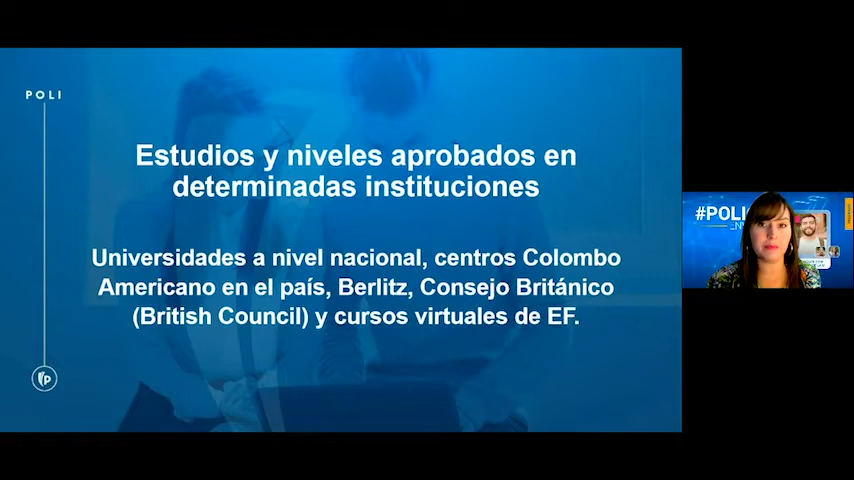 POLI
Estudios y niveles aprobados en
determinadas instituciones
Universidades a nivel nacional, centros Colombo
Americano en el país, Berlitz, Consejo Británico
(British Council) y cursos virtuales de EF.
P
#POLI